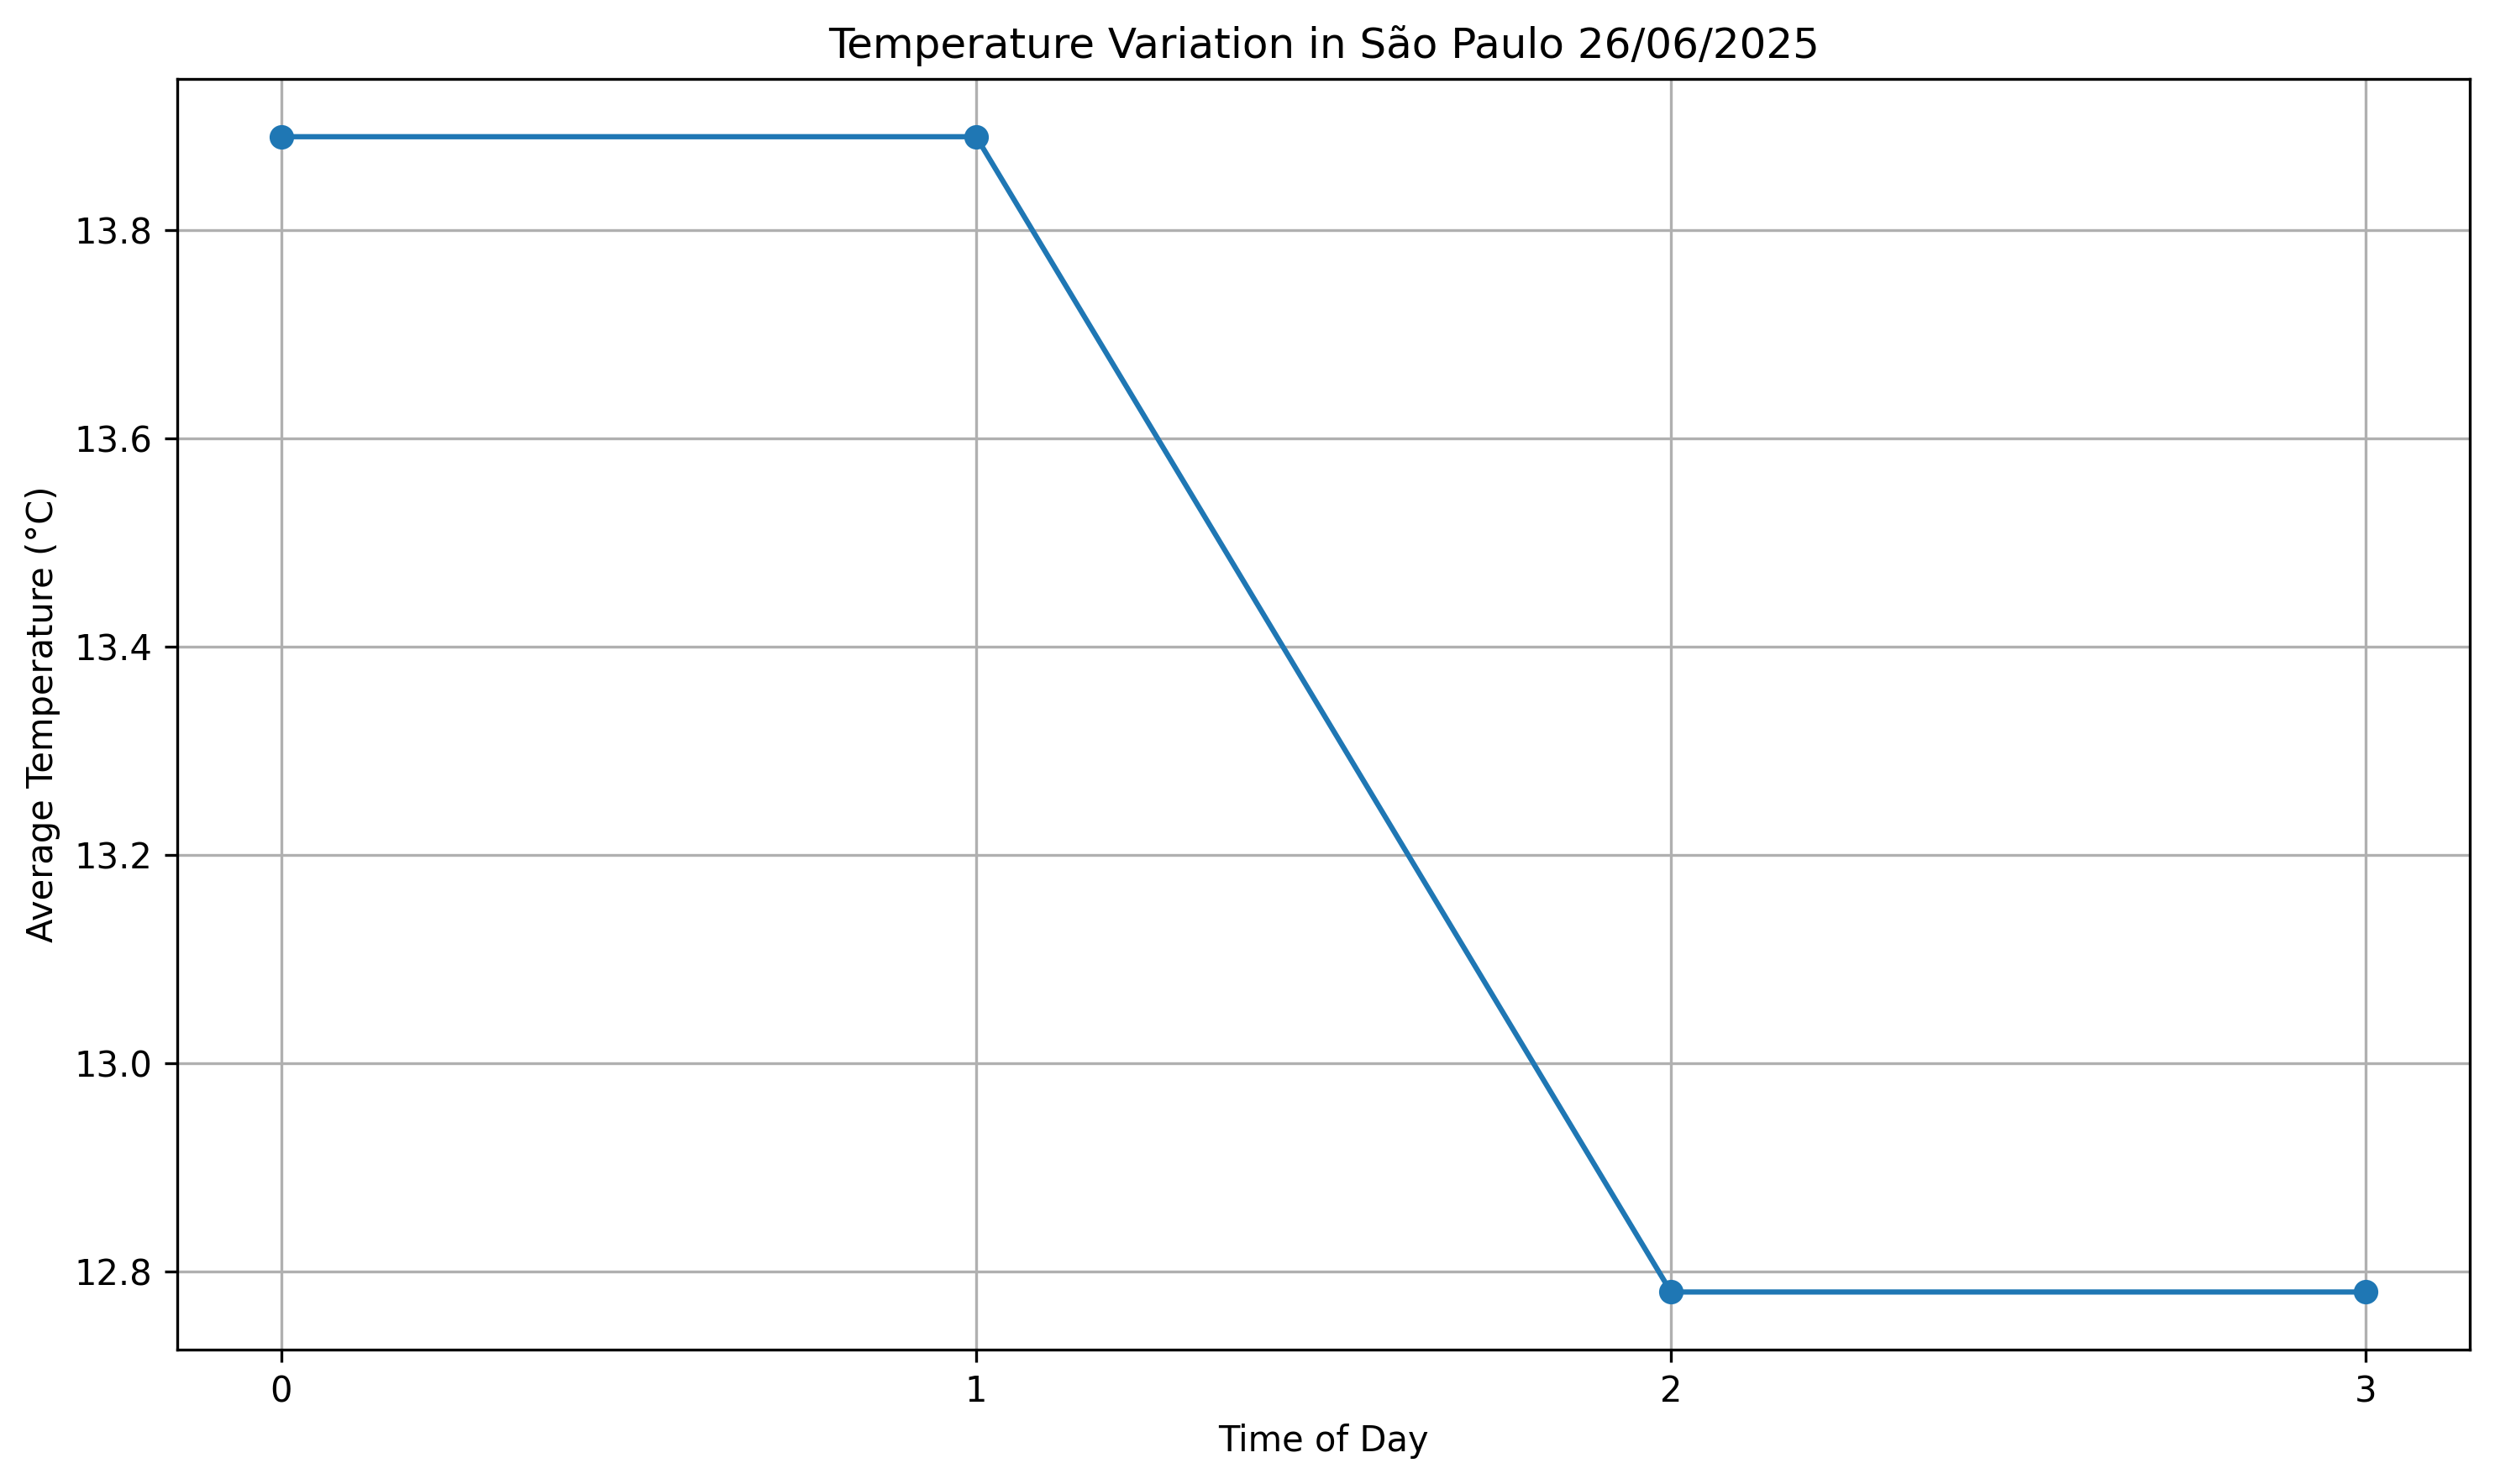 Temperature Variation in São Paulo 26/06/2025
Average Temperature (°C)
13.8
13.6
13.4
13.2
13.0
12.8
0 1 2 3
Time of Day